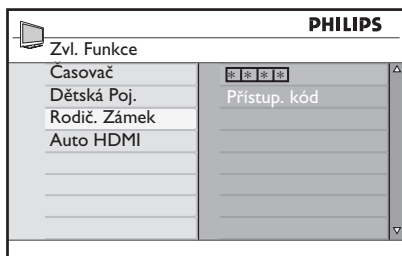 PHILIPS
Zvl. Funkce
Časovač
Dětská Poj.
Rodič. Zámek
Auto HDMI
****
Přístup. kód